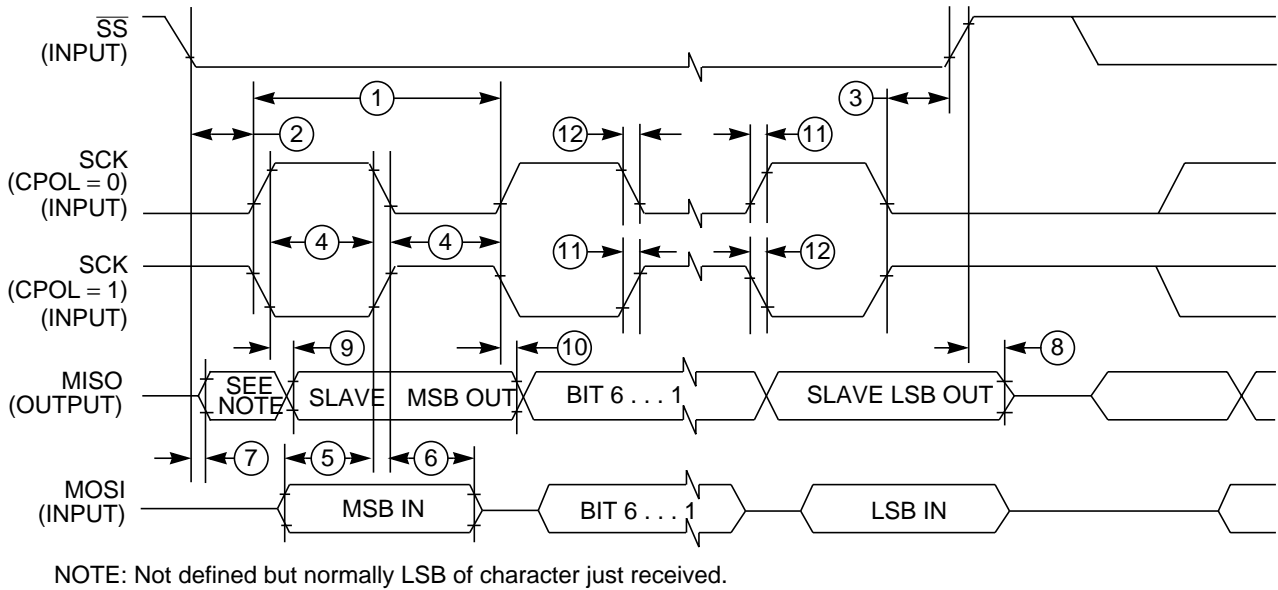 SS
(INPUT)
1
3
2
12
11
SCK
(CPOL = 0)
(INPUT)
4
4
11
12
SCK
(CPOL = 1)
(INPUT)
9
10
8
MISO
(OUTPUT)
SEE
NOTE
SLAVE
MSB OUT
BIT 6 . . . 1
SLAVE LSB OUT
7
5
6
MOSI
(INPUT)
MSB IN
BIT 6 . . . 1
LSB IN
NOTE: Not defined but normally LSB of character just received.